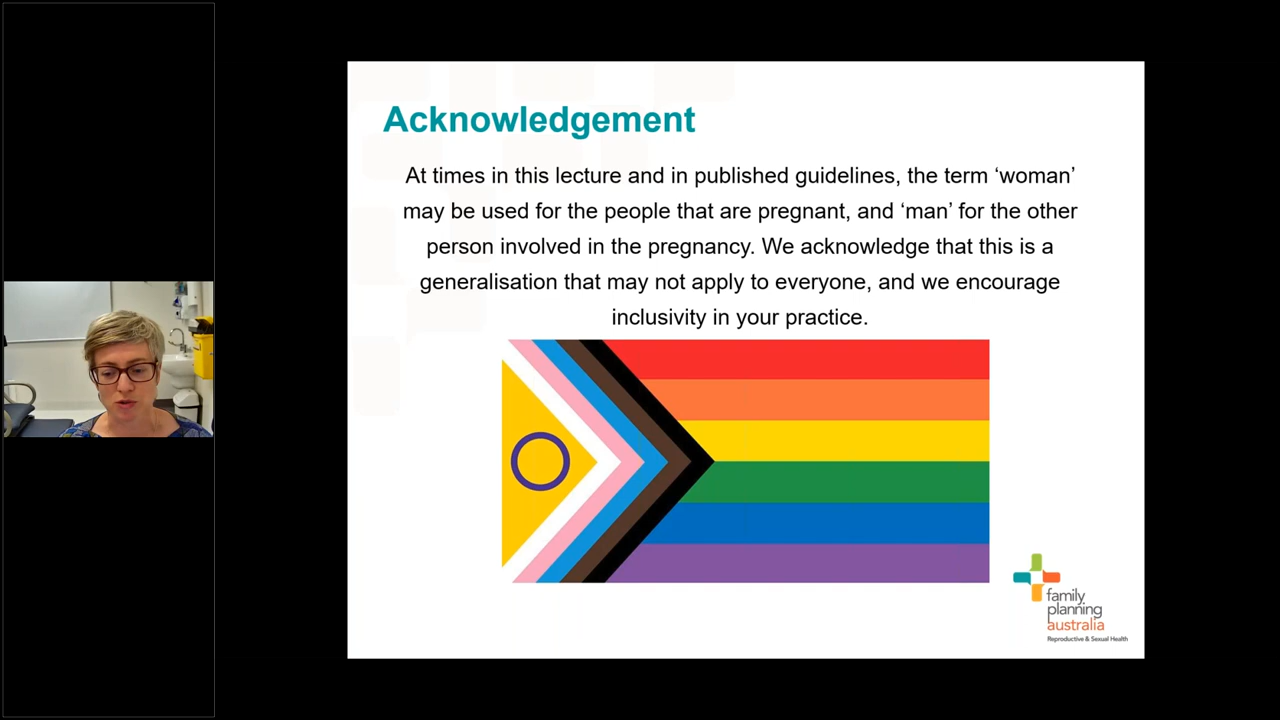 Acknowledgement
At times in this lecture and in published guidelines, the term ‘woman’
may be used for the people that are pregnant, and ‘man’ for the other
person involved in the pregnancy. We acknowledge that this is a
generalisation that may not apply to everyone, and we encourage
inclusivity in your practice.
family
planning
australia
Reproductive & Sexual Health